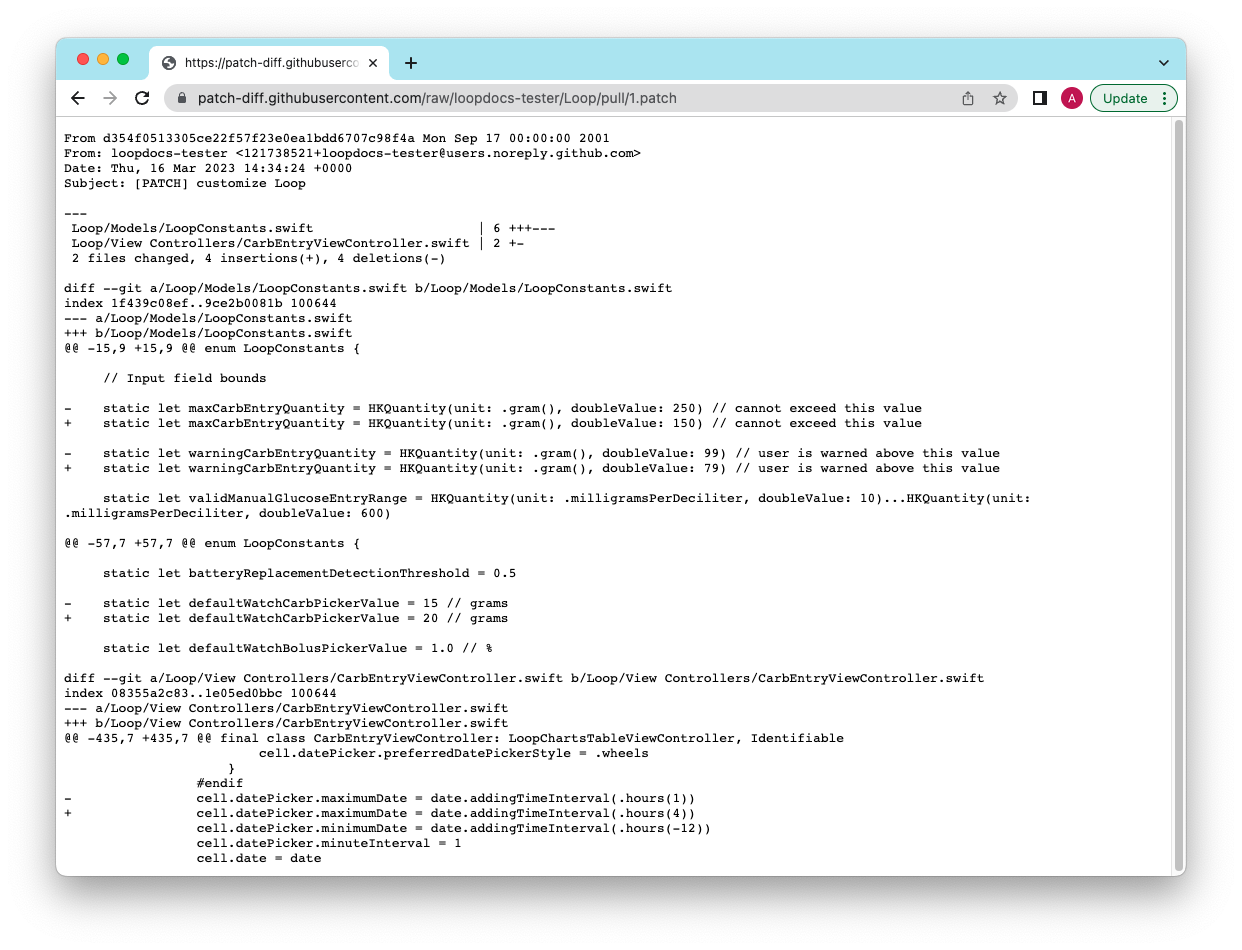 https://patch-diff.githubuserco
patch-diff.githubusercontent.com/raw/loopdocs-tester/Loop/pull/1.patch
A
Update
From d354f0513305ce22f57f23e0ea1bdd6707c98f4a Mon Sep 17 00:00:00 2001
From: loopdocs-tester <121738521+loopdocs-tester@users.noreply.github.com>
Date: Thu, 16 Mar 2023 14:34:24 +0000
Subject: [PATCH] customize Loop
---
 Loop/Models/LoopConstants.swift                     | 6 +++---
 Loop/View Controllers/CarbEntryViewController.swift | 2 +-
 2 files changed, 4 insertions(+), 4 deletions(-)
diff --git a/Loop/Models/LoopConstants.swift b/Loop/Models/LoopConstants.swift
index 1f439c08ef..9ce2b0081b 100644
--- a/Loop/Models/LoopConstants.swift
+++ b/Loop/Models/LoopConstants.swift
@@ -15,9 +15,9 @@ enum LoopConstants {
     // Input field bounds
-    static let maxCarbEntryQuantity = HKQuantity(unit: .gram(), doubleValue: 250) // cannot exceed this value
+    static let maxCarbEntryQuantity = HKQuantity(unit: .gram(), doubleValue: 150) // cannot exceed this value
-    static let warningCarbEntryQuantity = HKQuantity(unit: .gram(), doubleValue: 99) // user is warned above this value
+    static let warningCarbEntryQuantity = HKQuantity(unit: .gram(), doubleValue: 79) // user is warned above this value
     static let validManualGlucoseEntryRange = HKQuantity(unit: .milligramsPerDeciliter, doubleValue: 10)...HKQuantity(unit:
.milligramsPerDeciliter, doubleValue: 600)
@@ -57,7 +57,7 @@ enum LoopConstants {
     static let batteryReplacementDetectionThreshold = 0.5
-    static let defaultWatchCarbPickerValue = 15 // grams
+    static let defaultWatchCarbPickerValue = 20 // grams
     static let defaultWatchBolusPickerValue = 1.0 // %
diff --git a/Loop/View Controllers/CarbEntryViewController.swift b/Loop/View Controllers/CarbEntryViewController.swift
index 08355a2c83..1e05ed0bbc 100644
--- a/Loop/View Controllers/CarbEntryViewController.swift
+++ b/Loop/View Controllers/CarbEntryViewController.swift
@@ -435,7 +435,7 @@ final class CarbEntryViewController: LoopChartsTableViewController, Identifiable
                         cell.datePicker.preferredDatePickerStyle = .wheels
                     }
                 #endif
-                cell.datePicker.maximumDate = date.addingTimeInterval(.hours(1))
+                cell.datePicker.maximumDate = date.addingTimeInterval(.hours(4))
                 cell.datePicker.minimumDate = date.addingTimeInterval(.hours(-12))
                 cell.datePicker.minuteInterval = 1
                 cell.date = date